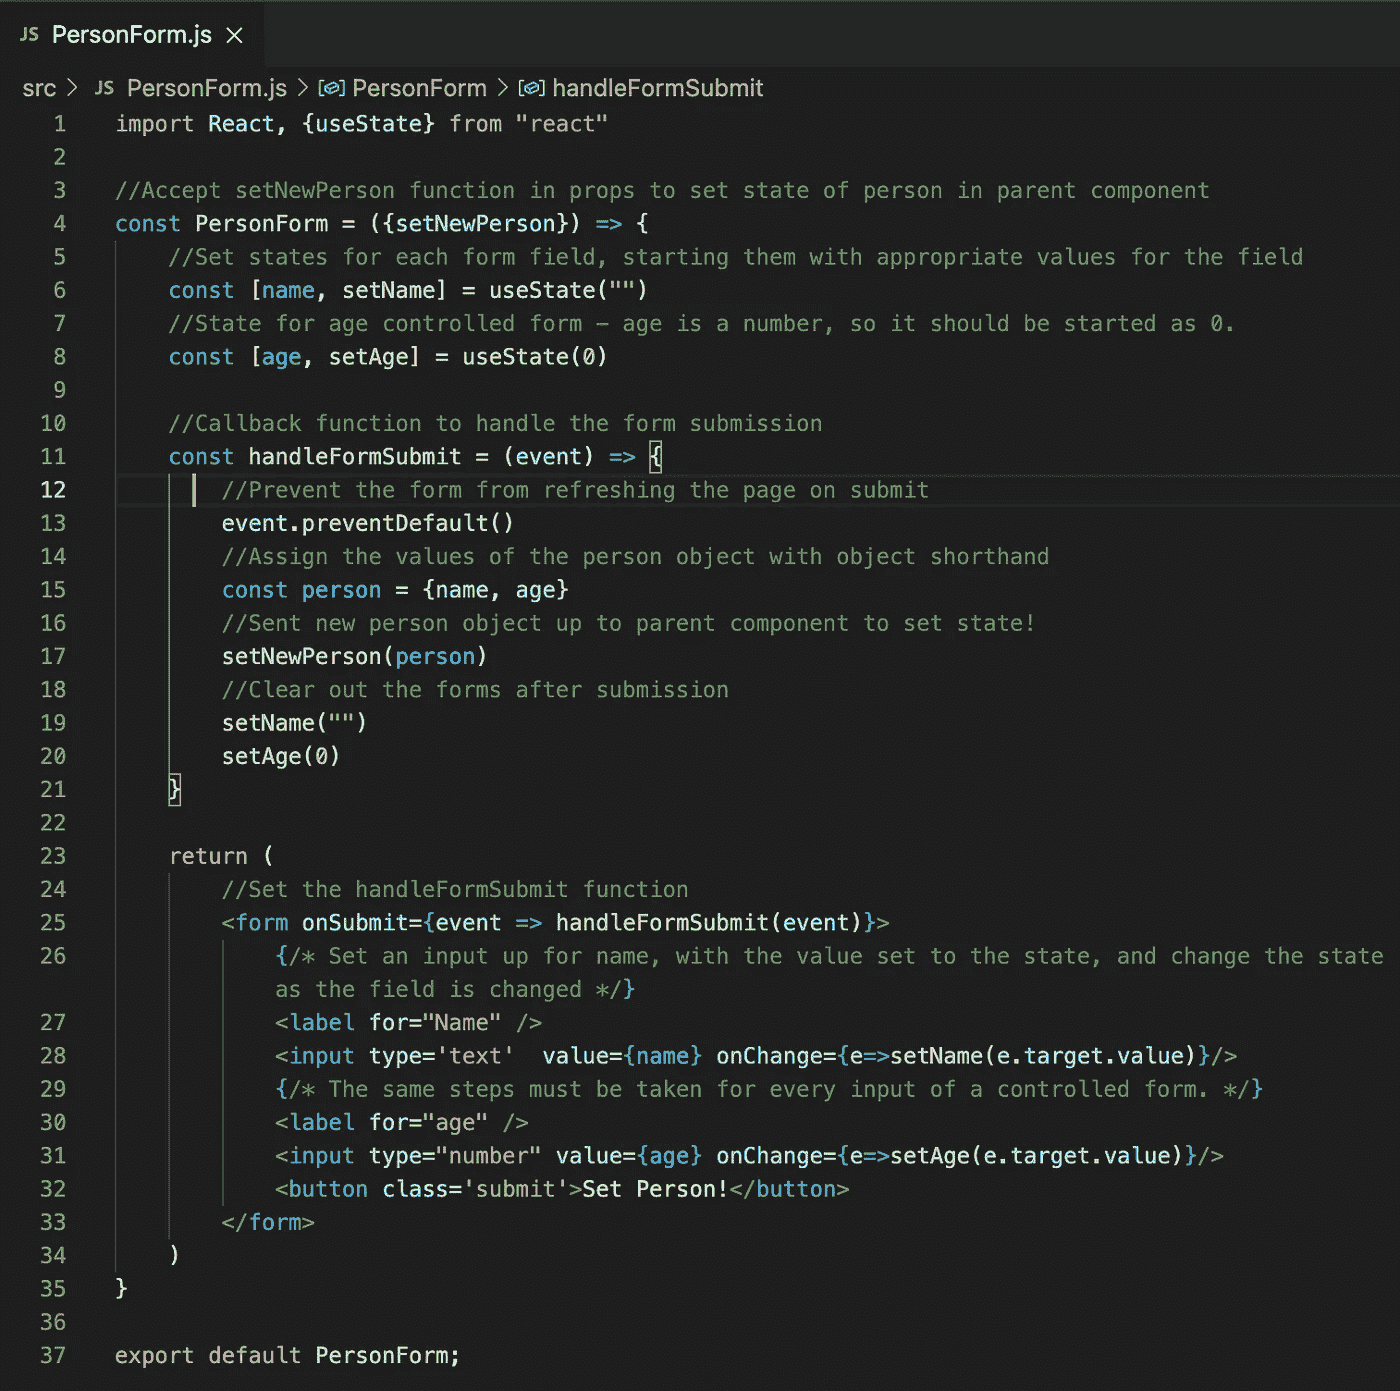 JS PersonForm.js ×
src > JS PersonForm.js > PersonForm > handleFormSubmit
1 import React, {useState} from "react"
2
3 //Accept setNewPerson function in props to set state of person in parent component
4 const PersonForm = ({setNewPerson}) => {
5     //Set states for each form field, starting them with appropriate values for the field
6     const [name, setName] = useState("")
7     //State for age controlled form – age is a number, so it should be started as 0.
8     const [age, setAge] = useState(0)
9
10     //Callback function to handle the form submission
11     const handleFormSubmit = (event) => {
12         //Prevent the form from refreshing the page on submit
13         event.preventDefault()
14         //Assign the values of the person object with object shorthand
15         const person = {name, age}
16         //Sent new person object up to parent component to set state!
17         setNewPerson(person)
18         //Clear out the forms after submission
19         setName("")
20         setAge(0)
21     }
22
23     return (
24         //Set the handleFormSubmit function
25         <form onSubmit={event => handleFormSubmit(event)}>
26             {/* Set an input up for name, with the value set to the state, and change the state
as the field is changed */}
27             <label for="Name" />
28             <input type='text'  value={name} onChange={e=>setName(e.target.value)}/>
29             {/* The same steps must be taken for every input of a controlled form. */}
30             <label for="age" />
31             <input type="number" value={age} onChange={e=>setAge(e.target.value)}/>
32             <button class='submit'>Set Person!</button>
33         </form>
34     )
35 }
36
37 export default PersonForm;